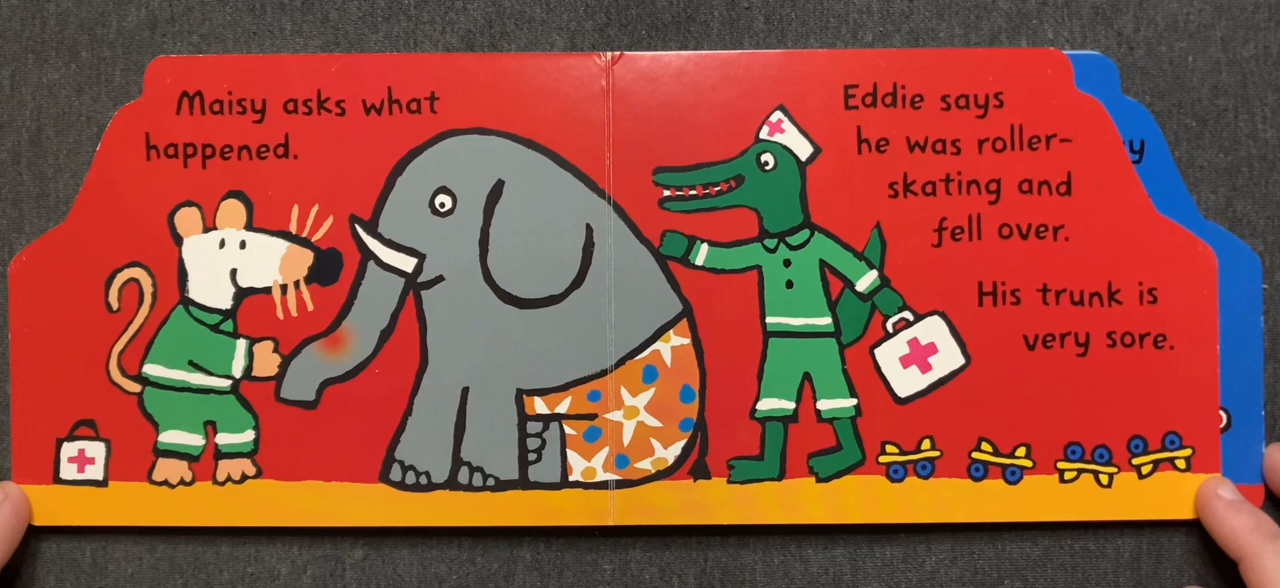 Maisy asks what
happened.
Eddie says
he was roller-
skating and
fell over.
His trunk is
very sore.